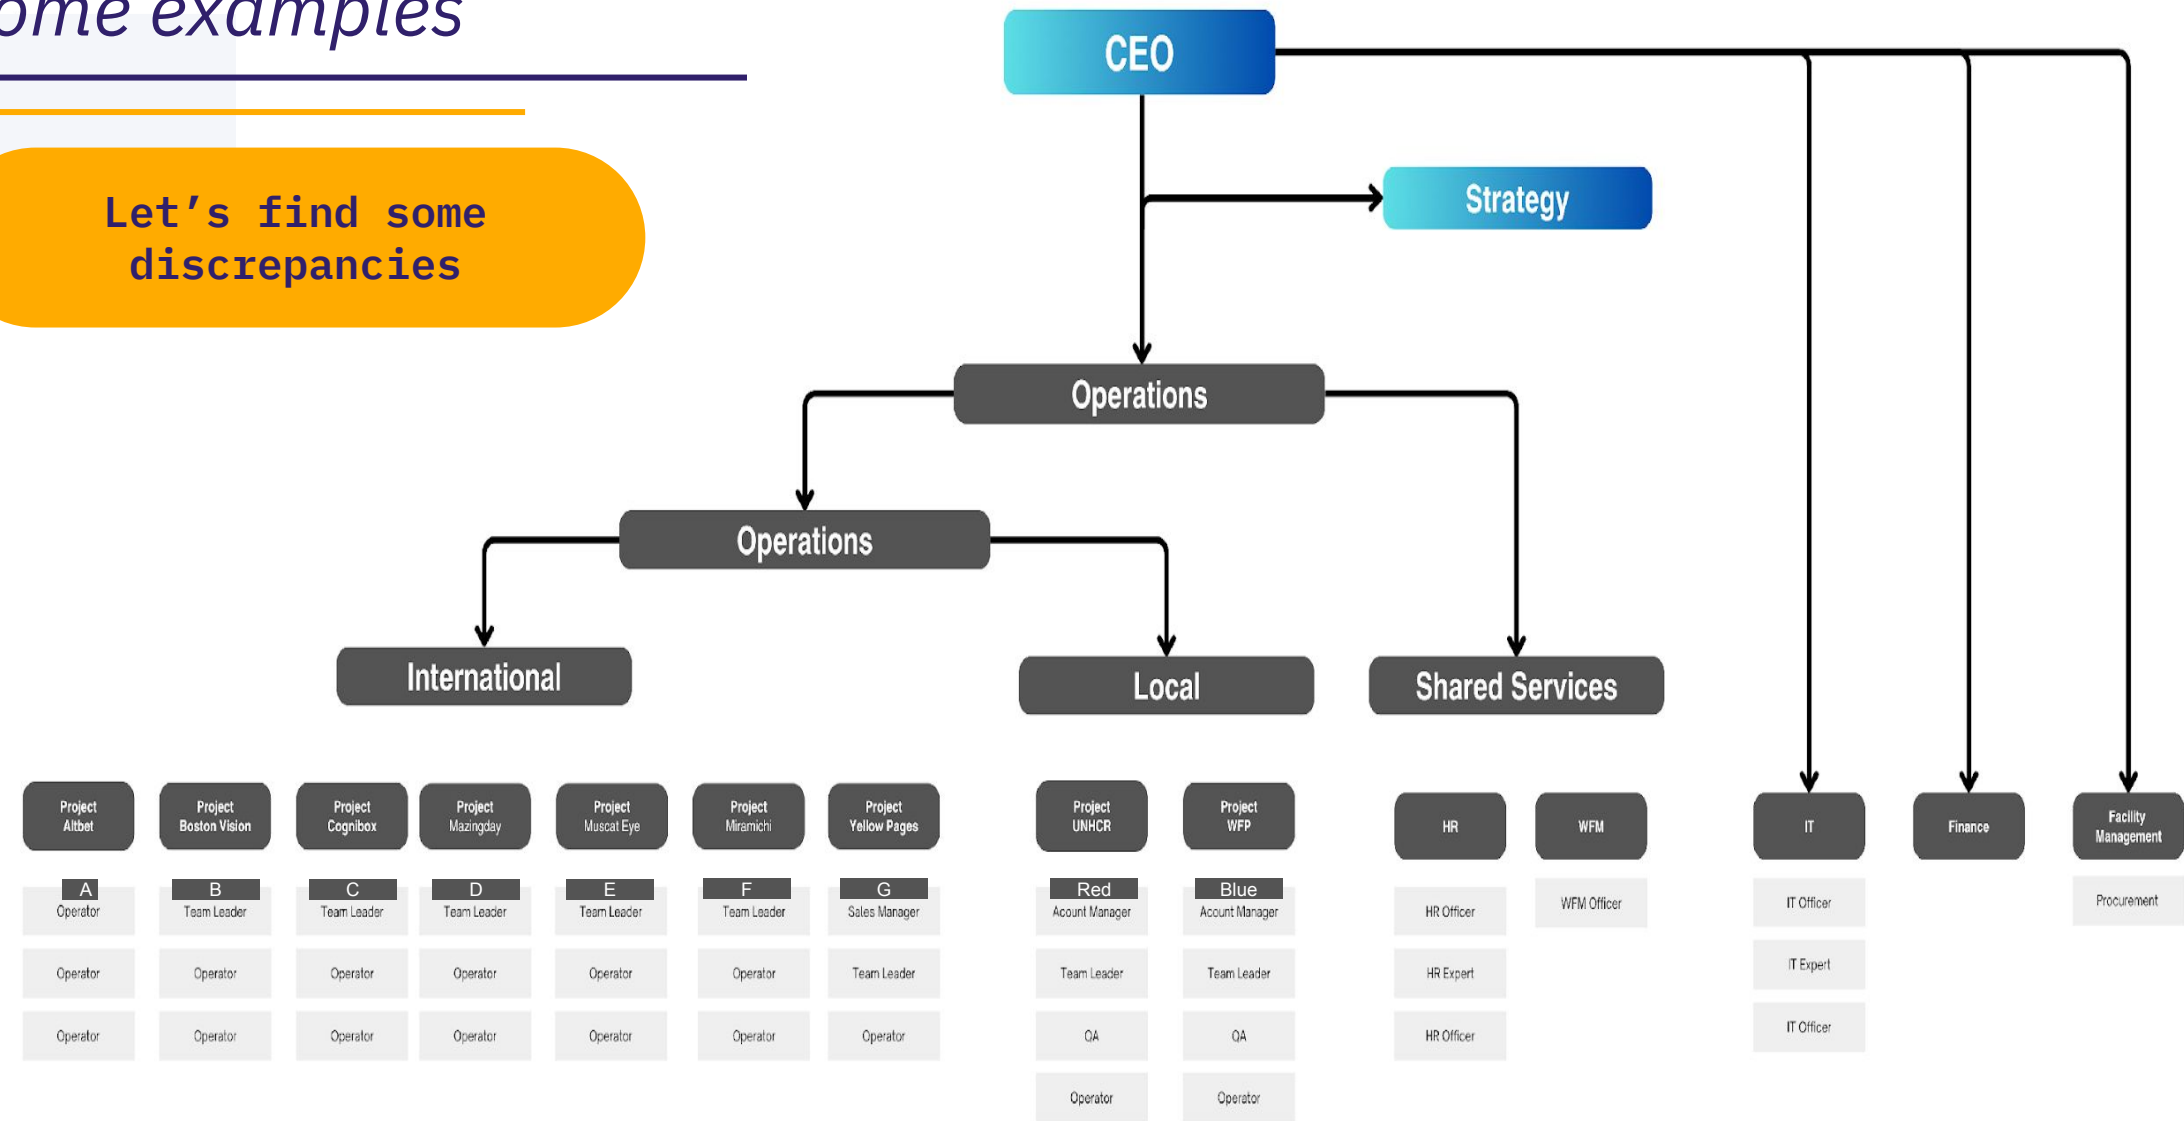 ome examples
Let’s find some
discrepancies
CEO
Strategy
Operations
Operations
International
Local
Shared Services
Project
Altbet
Project
Boston Vision
Project
Cognibox
Project
Mazingday
Project
Muscat Eye
Project
Miramichi
Project
Yellow Pages
Project
UNHCR
Project
WFP
HR
WFM
IT
Finance
Facility
Management
A
Operator
Operator
Operator
B
Team Leader
Operator
Operator
C
Team Leader
Operator
Operator
D
Team Leader
Operator
Operator
E
Team Leader
Operator
Operator
F
Team Leader
Operator
Operator
G
Sales Manager
Team Leader
Operator
Red
Acount Manager
Team Leader
QA
Operator
Blue
Acount Manager
Team Leader
QA
Operator
HR Officer
HR Expert
HR Officer
WFM Officer
IT Officer
IT Expert
IT Officer
Procurement